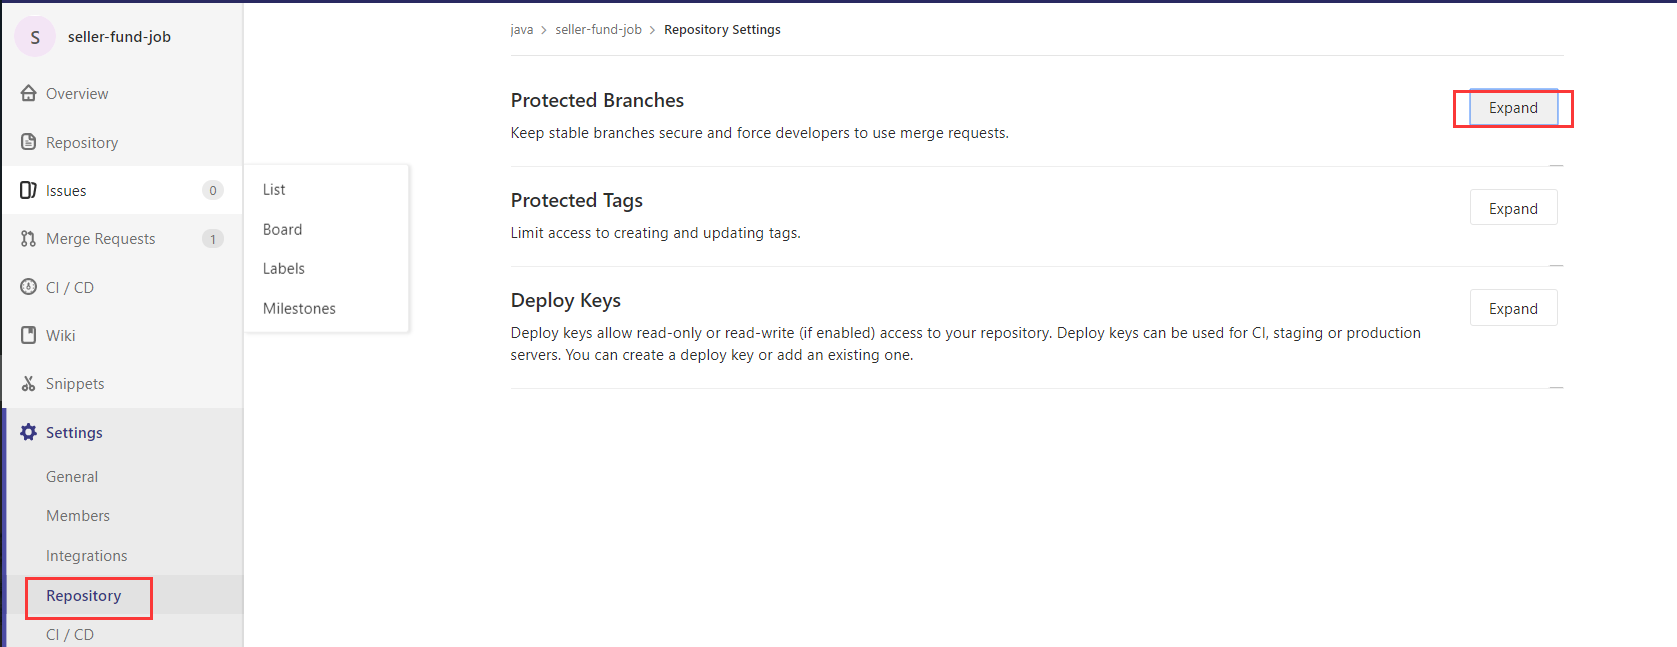 S seller-fund-job
Overview
Repository
Issues 0
Merge Requests 1
CI / CD
Wiki
Snippets
Settings
General
Members
Integrations
Repository
CI / CD
List
Board
Labels
Milestones
java > seller-fund-job > Repository Settings
Protected Branches
Expand
Keep stable branches secure and force developers to use merge requests.
Protected Tags
Expand
Limit access to creating and updating tags.
Deploy Keys
Expand
Deploy keys allow read-only or read-write (if enabled) access to your repository. Deploy keys can be used for CI, staging or production
servers. You can create a deploy key or add an existing one.